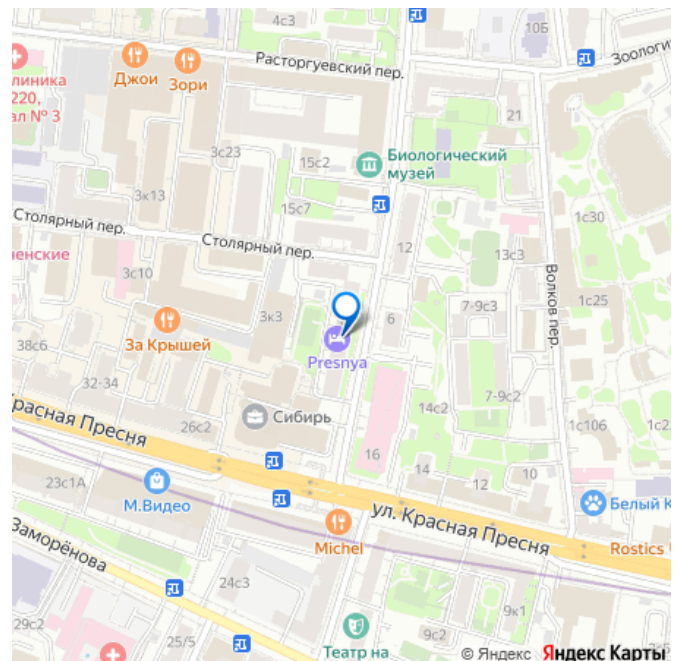 4с3
10Б
Зоологи
Расторгуевский пер.
Джои
Зори
линика
220,
ал № 3
21
3с23
15с2
Биологический
музей
3к13
15с7
1с30
Столярный пер.
Столярный пер.
12
13с3
ненские
3с10
Волков пер.
1с25
7-9с3
3к3
6
За Крышей
Presnya
38с6
32-34
7-9с2
14с2
Красная Пресня
26с2
Сибирь
1с106
1с2
16
14
12
10
23с1А
М.Видео
ул. Красная Пресня
Белый К
Michel
Rostics
Заморёнова
24с3
29с2
25/5
9к1
9с2
Театр на
© Яндекс
Яндекс Карты